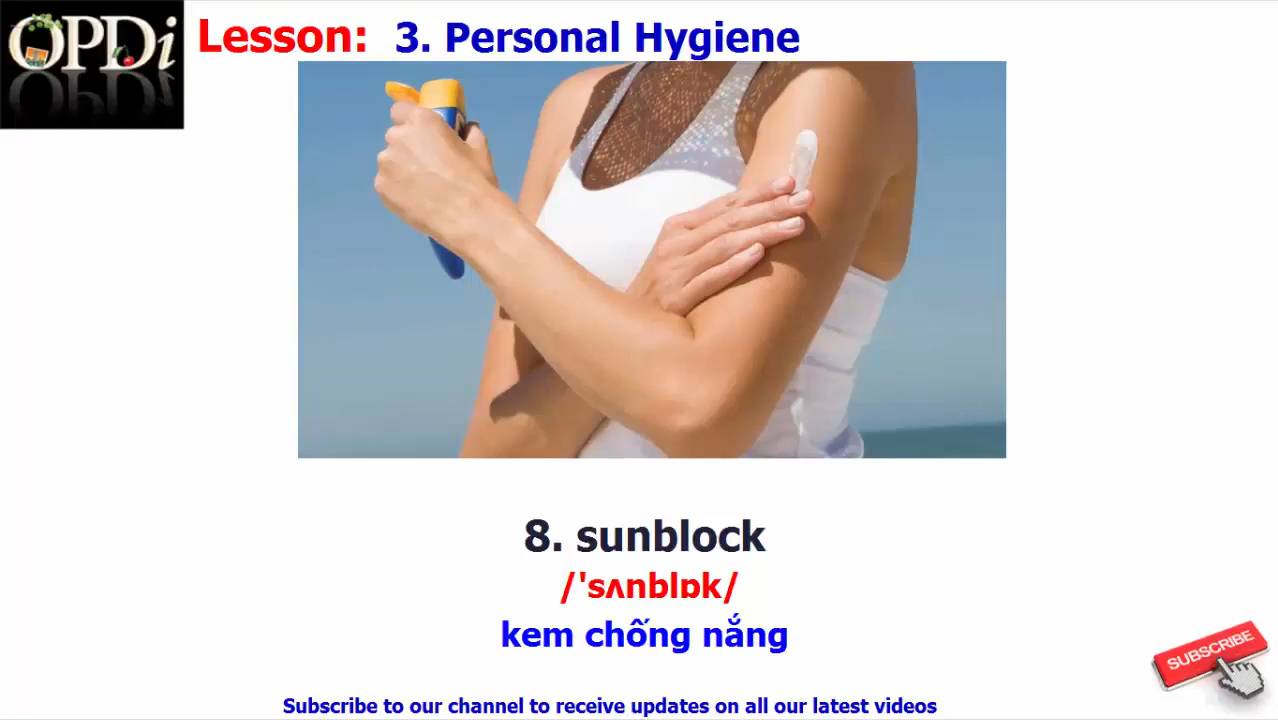 OPDi
Lesson: 3. Personal Hygiene
8. sunblock
/ˈsʌnblɒk/
kem chống nắng
SUBSCRIBE
Subscribe to our channel to receive updates on all our latest videos